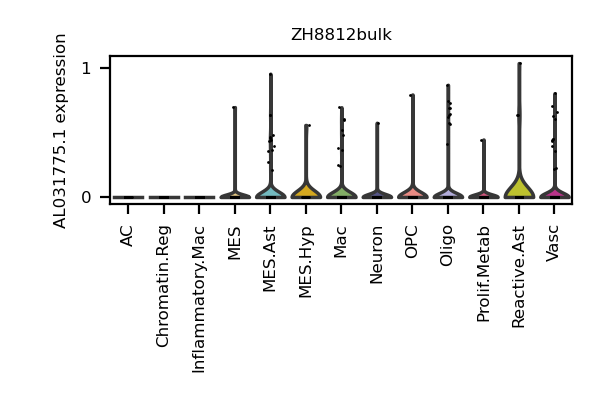 ZH8812bulk
AL031775.1 expression
1
0
AC
Chromatin.Reg
Inflammatory.Mac
MES
MES.Ast
MES.Hyp
Mac
Neuron
OPC
Oligo
Prolif.Metab
Reactive.Ast
Vasc